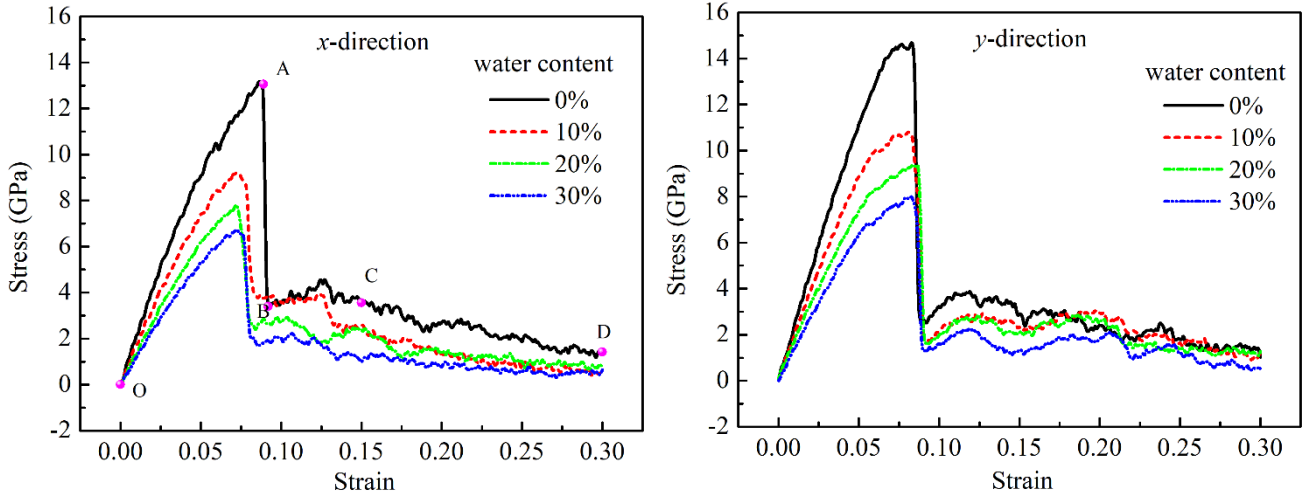 16
14
12
10
8
6
4
2
0
-2
Stress (GPa)
x-direction
water content
0%
10%
20%
30%
A
B
C
D
O
0.00 0.05 0.10 0.15 0.20 0.25 0.30
Strain
16
14
12
10
8
6
4
2
0
-2
Stress (GPa)
y-direction
water content
0%
10%
20%
30%
0.00 0.05 0.10 0.15 0.20 0.25 0.30
Strain